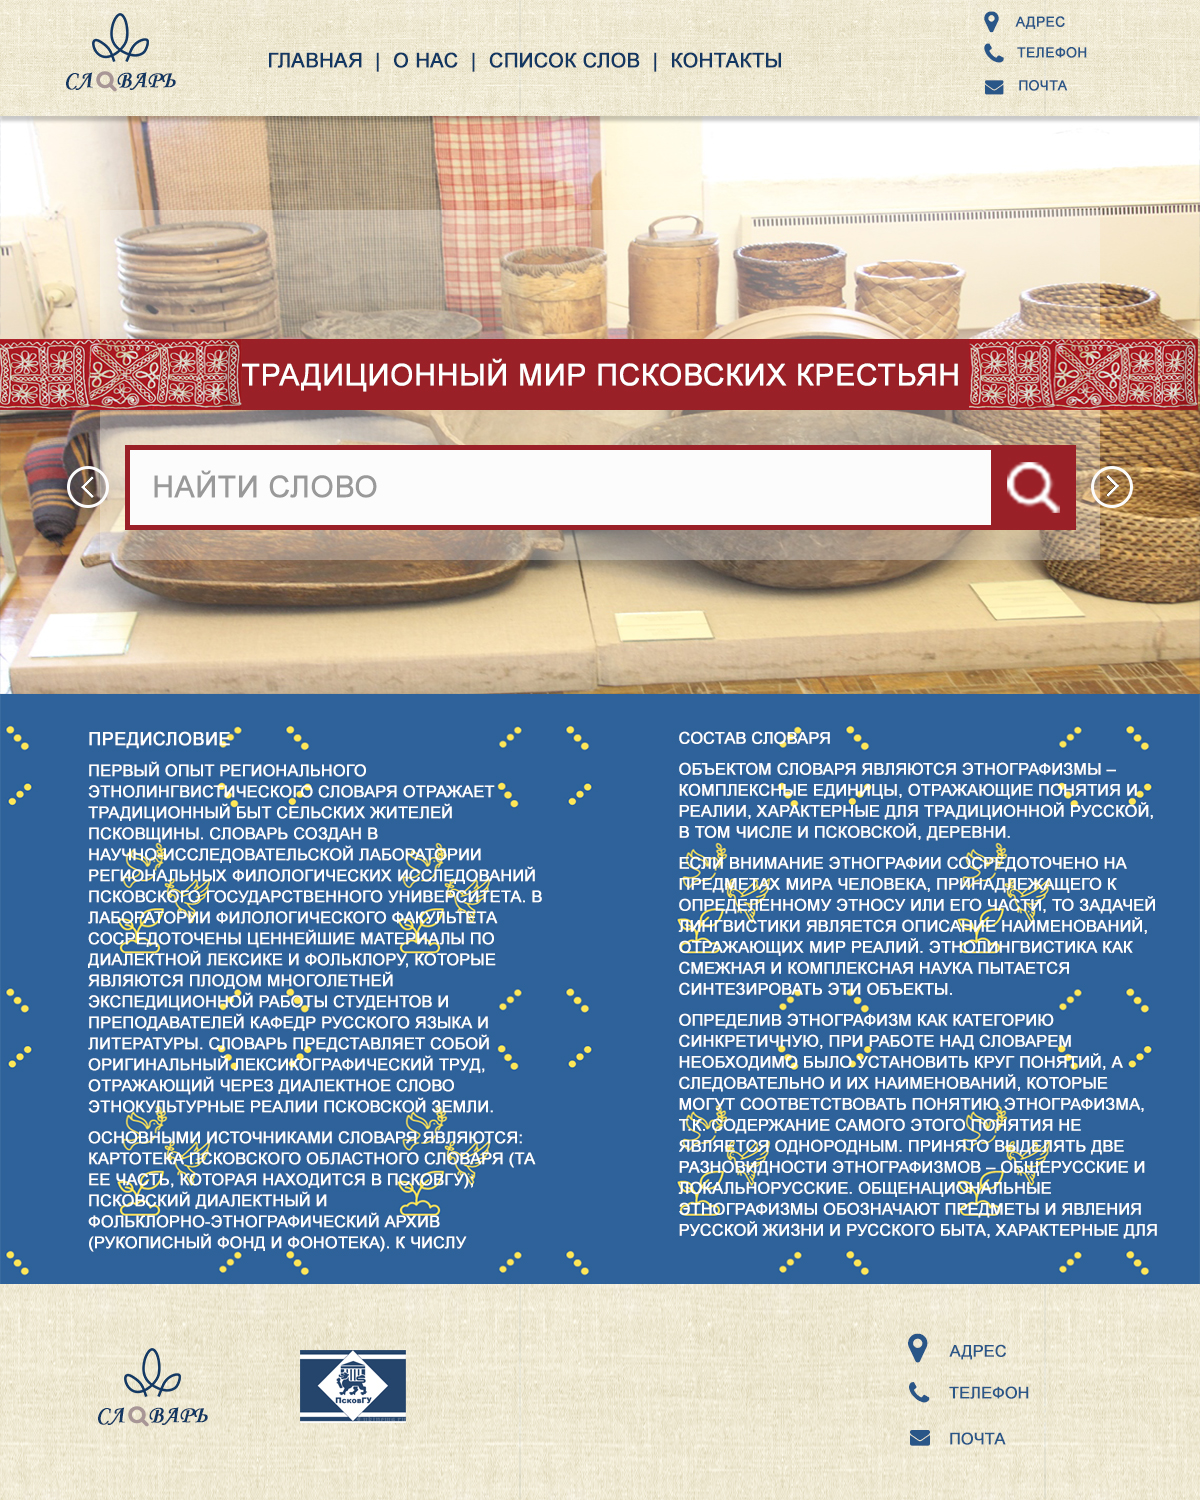 СЛОВАРЬ
ГЛАВНАЯ | О НАС | СПИСОК СЛОВ | КОНТАКТЫ
АДРЕС
ТЕЛЕФОН
ПОЧТА
ТРАДИЦИОННЫЙ МИР ПСКОВСКИХ КРЕСТЬЯН
НАЙТИ СЛОВО
ПРЕДИСЛОВИЕ
ПЕРВЫЙ ОПЫТ РЕГИОНАЛЬНОГО
ЭТНОЛИНГВИСТИЧЕСКОГО СЛОВАРЯ ОТРАЖАЕТ
ТРАДИЦИОННЫЙ БЫТ СЕЛЬСКИХ ЖИТЕЛЕЙ
ПСКОВЩИНЫ. СЛОВАРЬ СОЗДАН В
НАУЧНО-ИССЛЕДОВАТЕЛЬСКОЙ ЛАБОРАТОРИИ
РЕГИОНАЛЬНЫХ ФИЛОЛОГИЧЕСКИХ ИССЛЕДОВАНИЙ
ПСКОВСКОГО ГОСУДАРСТВЕННОГО УНИВЕРСИТЕТА. В
ЛАБОРАТОРИИ ФИЛОЛОГИЧЕСКОГО ФАКУЛЬТЕТА
СОСРЕДОТОЧЕНЫ ЦЕННЕЙШИЕ МАТЕРИАЛЫ ПО
ДИАЛЕКТНОЙ ЛЕКСИКЕ И ФОЛЬКЛОРУ, КОТОРЫЕ
ЯВЛЯЮТСЯ ПЛОДОМ МНОГОЛЕТНЕЙ
ЭКСПЕДИЦИОННОЙ РАБОТЫ СТУДЕНТОВ И
ПРЕПОДАВАТЕЛЕЙ КАФЕДР РУССКОГО ЯЗЫКА И
ЛИТЕРАТУРЫ. СЛОВАРЬ ПРЕДСТАВЛЯЕТ СОБОЙ
ОРИГИНАЛЬНЫЙ ЛЕКСИКОГРАФИЧЕСКИЙ ТРУД,
ОТРАЖАЮЩИЙ ЧЕРЕЗ ДИАЛЕКТНОЕ СЛОВО
ЭТНОКУЛЬТУРНЫЕ РЕАЛИИ ПСКОВСКОЙ ЗЕМЛИ.
ОСНОВНЫМИ ИСТОЧНИКАМИ СЛОВАРЯ ЯВЛЯЮТСЯ:
КАРТОТЕКА ПСКОВСКОГО ОБЛАСТНОГО СЛОВАРЯ (ТА
ЕЕ ЧАСТЬ, КОТОРАЯ НАХОДИТСЯ В ПСКОВГУ),
ПСКОВСКИЙ ДИАЛЕКТНЫЙ И
ФОЛЬКЛОРНО-ЭТНОГРАФИЧЕСКИЙ АРХИВ
(РУКОПИСНЫЙ ФОНД И ФОНОТЕКА). К ЧИСЛУ
СОСТАВ СЛОВАРЯ
ОБЪЕКТОМ СЛОВАРЯ ЯВЛЯЮТСЯ ЭТНОГРАФИЗМЫ –
КОМПЛЕКСНЫЕ ЕДИНИЦЫ, ОТРАЖАЮЩИЕ ПОНЯТИЯ И
РЕАЛИИ, ХАРАКТЕРНЫЕ ДЛЯ ТРАДИЦИОННОЙ РУССКОЙ,
В ТОМ ЧИСЛЕ И ПСКОВСКОЙ, ДЕРЕВНИ.
ЕСЛИ ВНИМАНИЕ ЭТНОГРАФИИ СОСРЕДОТОЧЕНО НА
ПРЕДМЕТАХ МИРА ЧЕЛОВЕКА, ПРИНАДЛЕЖАЩЕГО К
ОПРЕДЕЛЕННОМУ ЭТНОСУ ИЛИ ЕГО ЧАСТИ, ТО ЗАДАЧЕЙ
ЛИНГВИСТИКИ ЯВЛЯЕТСЯ ОПИСАНИЕ НАИМЕНОВАНИЙ,
ОТРАЖАЮЩИХ МИР РЕАЛИЙ. ЭТНОЛИНГВИСТИКА КАК
СМЕЖНАЯ И КОМПЛЕКСНАЯ НАУКА ПЫТАЕТСЯ
СИНТЕЗИРОВАТЬ ЭТИ ОБЪЕКТЫ.
ОПРЕДЕЛИВ ЭТНОГРАФИЗМ КАК КАТЕГОРИЮ
СИНКРЕТИЧНУЮ, ПРИ РАБОТЕ НАД СЛОВАРЕМ
НЕОБХОДИМО БЫЛО УСТАНОВИТЬ КРУГ ПОНЯТИЙ, А
СЛЕДОВАТЕЛЬНО И ИХ НАИМЕНОВАНИЙ, КОТОРЫЕ
МОГУТ СООТВЕТСТВОВАТЬ ПОНЯТИЮ ЭТНОГРАФИЗМА,
Т.К. СОДЕРЖАНИЕ САМОГО ЭТОГО ПОНЯТИЯ НЕ
ЯВЛЯЕТСЯ ОДНОРОДНЫМ. ПРИНЯТО ВЫДЕЛЯТЬ ДВЕ
РАЗНОВИДНОСТИ ЭТНОГРАФИЗМОВ – ОБЩЕРУССКИЕ И
ЛОКАЛЬНОРУССКИЕ. ОБЩЕНАЦИОНАЛЬНЫЕ
ЭТНОГРАФИЗМЫ ОБОЗНАЧАЮТ ПРЕДМЕТЫ И ЯВЛЕНИЯ
РУССКОЙ ЖИЗНИ И РУССКОГО БЫТА, ХАРАКТЕРНЫЕ ДЛЯ
СЛОВАРЬ
ПсковГУ
АДРЕС
ТЕЛЕФОН
ПОЧТА